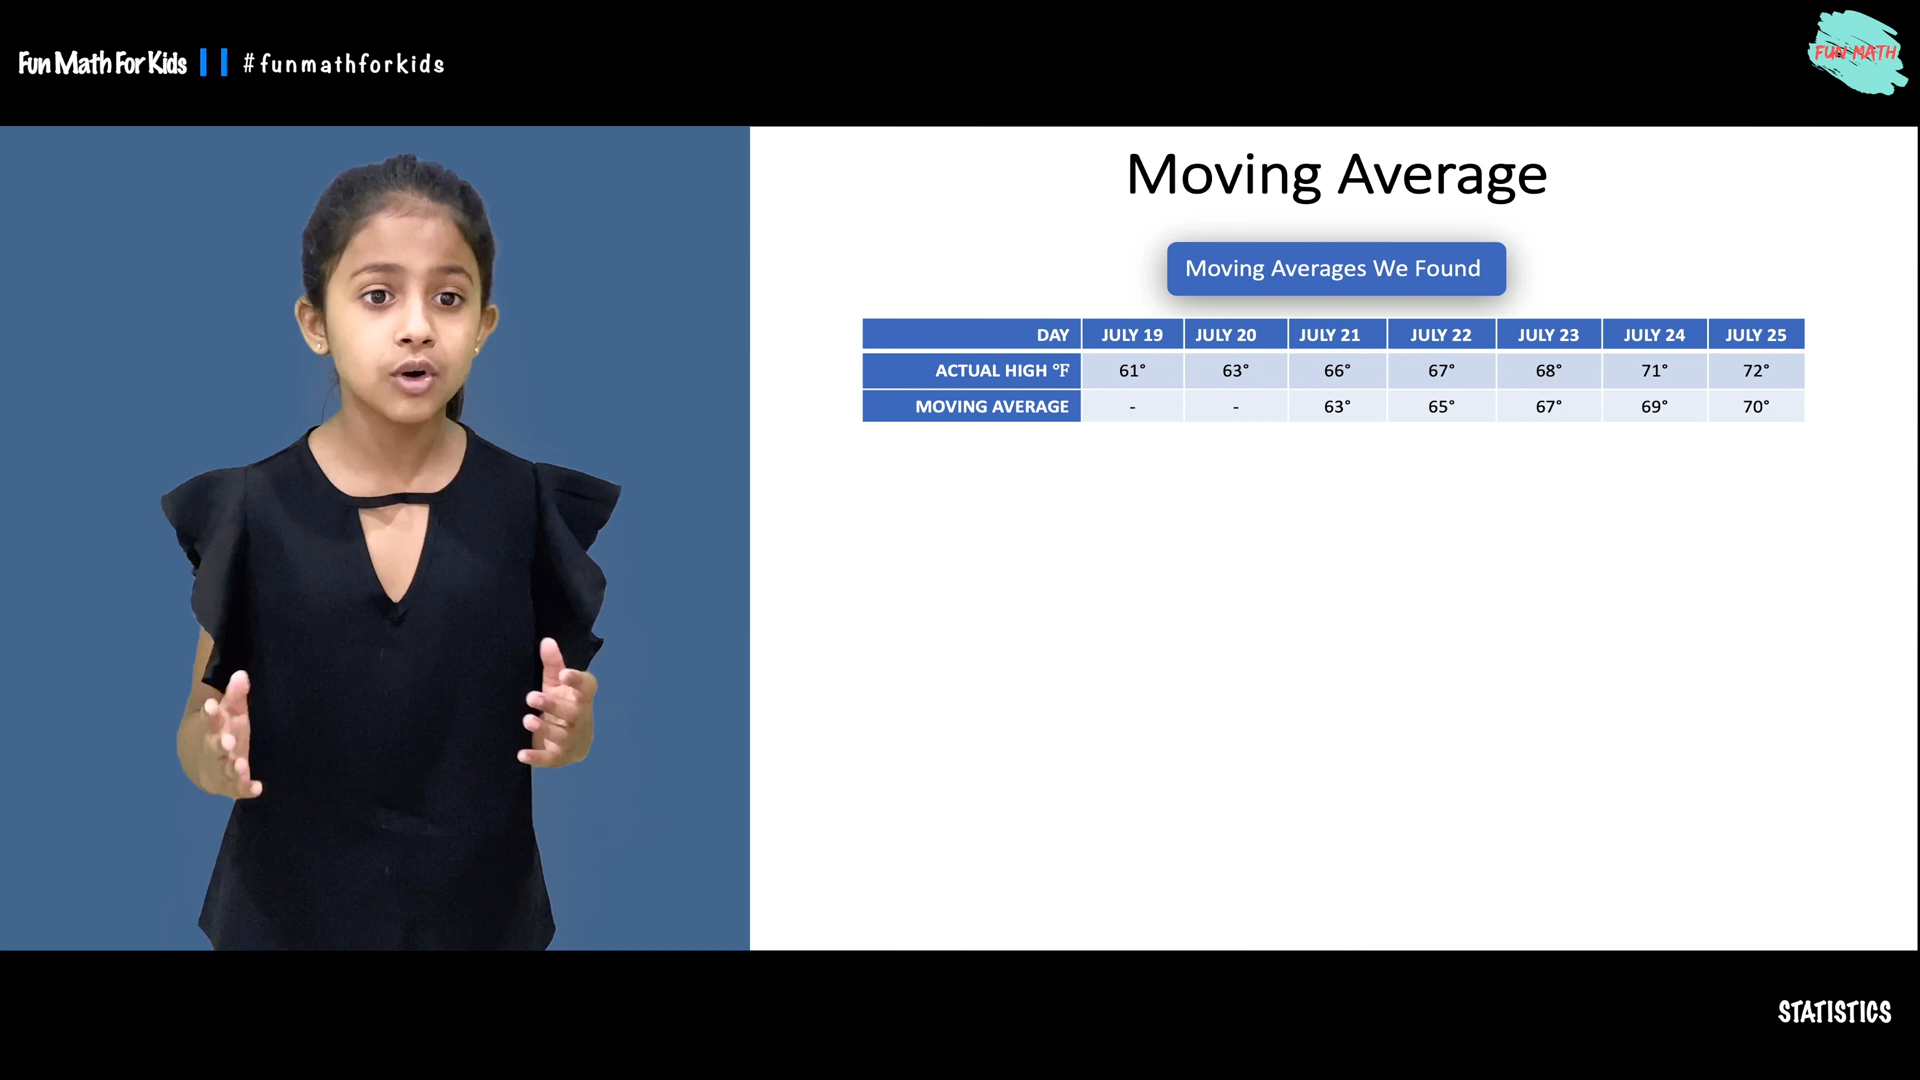 Fun Math For Kids || #funmathforkids
FUN MATH
Moving Average
Moving Averages We Found
DAY JULY 19 JULY 20 JULY 21 JULY 22 JULY 23 JULY 24 JULY 25
ACTUAL HIGH °F 61° 63° 66° 67° 68° 71° 72°
MOVING AVERAGE - - 63° 65° 67° 69° 70°
STATISTICS